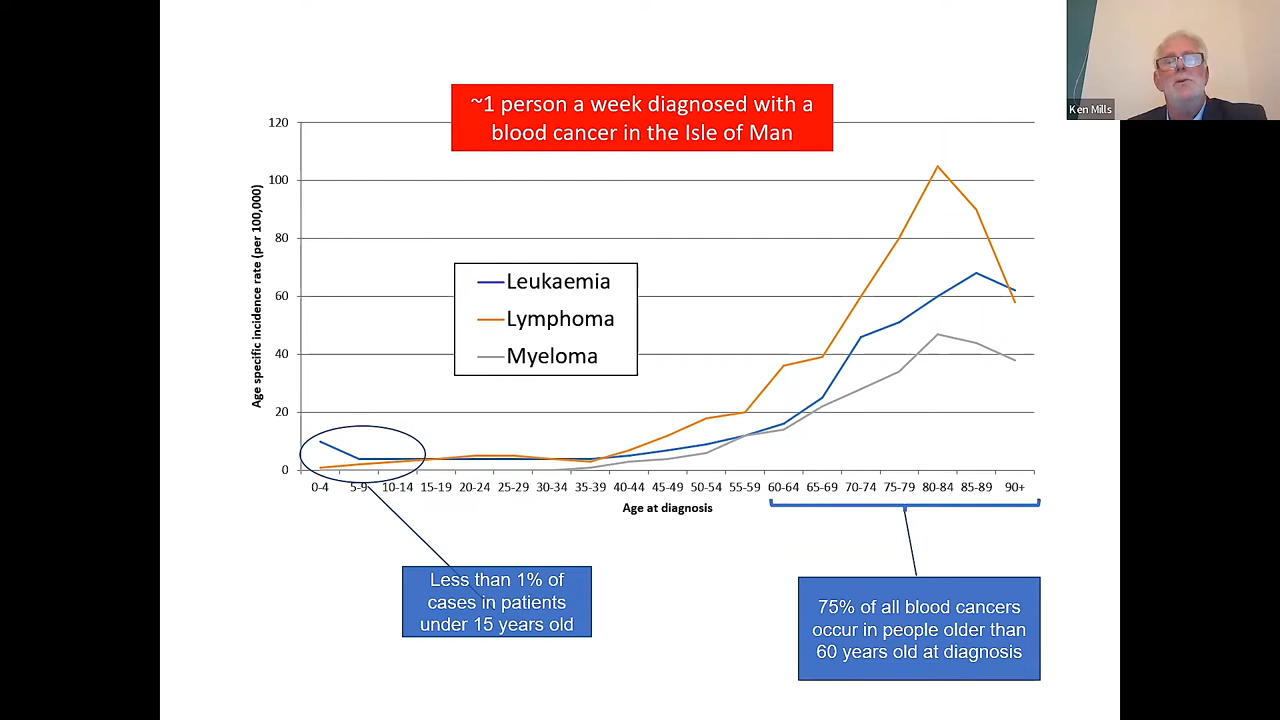 Ken Mills
~1 person a week diagnosed with a
blood cancer in the Isle of Man
120
100
80
60
40
20
0
Age specific incidence rate (per 100,000)
Leukaemia
Lymphoma
Myeloma
0-4 5-9 10-14 15-19 20-24 25-29 30-34 35-39 40-44 45-49 50-54 55-59 60-64 65-69 70-74 75-79 80-84 85-89 90+
Age at diagnosis
Less than 1% of
cases in patients
under 15 years old
75% of all blood cancers
occur in people older than
60 years old at diagnosis